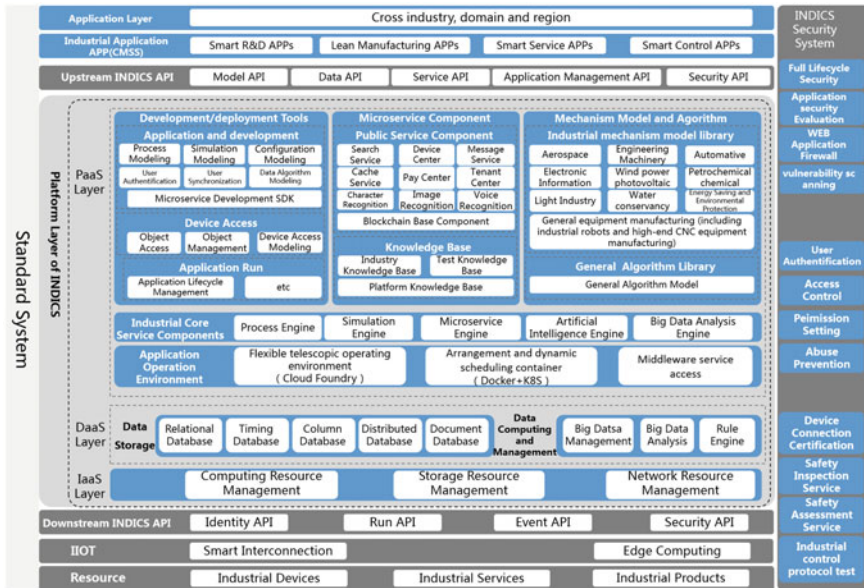 Application Layer
Cross industry, domain and region
Industrial Application
APP(CMSS)
Smart R&D APPs
Lean Manufacturing APPs
Smart Service APPs
Smart Control APPs
Upstream INDICS API
Model API
Data API
Service API
Application Management API
Security API
Standard System
Platform Layer of INDICS
PaaS
Layer
Development/deployment Tools
Application and development
Process
Modeling
Simulation
Modeling
Configuration
Modeling
User
Authentification
User
Synchronization
Data Algorithm
Modeling
Microservice Development SDK
Device Access
Object
Access
Object
Management
Device Access
Modeling
Application Run
Application Lifecycle
Management
etc
Microservice Component
Public Service Component
Search
Service
Device
Center
Message
Service
Cache
Service
Pay Center
Tenant
Center
Character
Recognition
Image
Recognition
Voice
Recognition
Blockchain Base Component
Knowledge Base
Industry
Knowledge Base
Test Knowledge
Base
Platform Knowledge Base
Mechanism Model and Agorithm
Industrial mechanism model library
Aerospace
Engineering
Machinery
Automative
Electronic
Information
Wind power
photovoltaic
Petrochemical
chemical
Light Industry
Water
conservancy
Energy Saving and
Environmental
Protection
General equipment manufacturing (including
industrial robots and high-end CNC equipment
manufacturing)
General Algorithm Library
General Algorithm Model
Industrial Core
Service Components
Process Engine
Simulation
Engine
Microservice
Engine
Artificial
Intelligence Engine
Big Data Analysis
Engine
Application
Operation
Environment
Flexible telescopic operating
environment
( Cloud Foundry )
Arrangement and dynamic
scheduling container
( Docker+K8S )
Middleware service
access
DaaS
Layer
Data
Storage
Relational
Database
Timing
Database
Column
Database
Distributed
Database
Document
Database
Data
Computing
and
Management
Big Datsa
Management
Big Data
Analysis
Rule
Engine
IaaS
Layer
Computing Resource
Management
Storage Resource
Management
Network Resource
Management
Downstream INDICS API
Identity API
Run API
Event API
Security API
IIOT
Smart Interconnection
Edge Computing
Resource
Industrial Devices
Industrial Services
Industrial Products
INDICS
Security
System
Full Lifecycle
Security
Application
security
Evaluation
WEB
Application
Firewall
vulnerability sc
anning
User
Authentification
Access
Control
Peimission
Setting
Abuse
Prevention
Device
Connection
Certification
Safety
Inspection
Service
Safety
Assessment
Service
Industrial control
protocol test